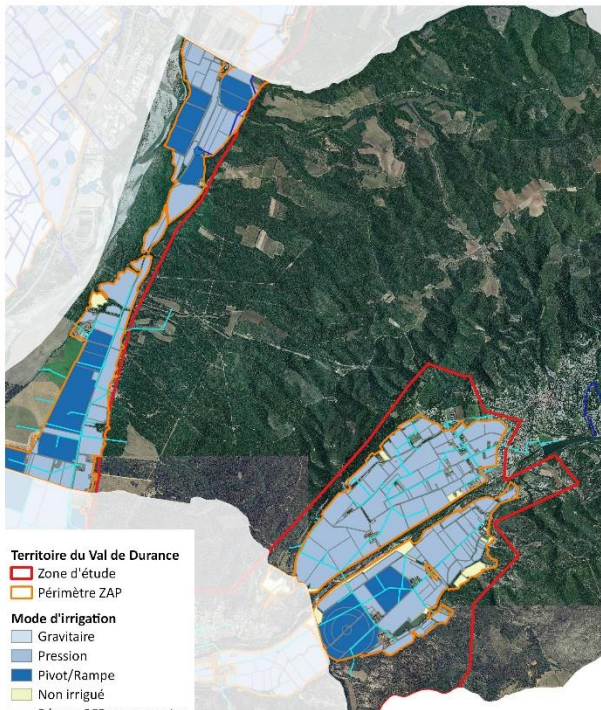 Territoire du Val de Durance
Zone d'étude
Périmètre ZAP
Mode d'irrigation
Gravitaire
Pression
Pivot/Rampe
Non irrigué